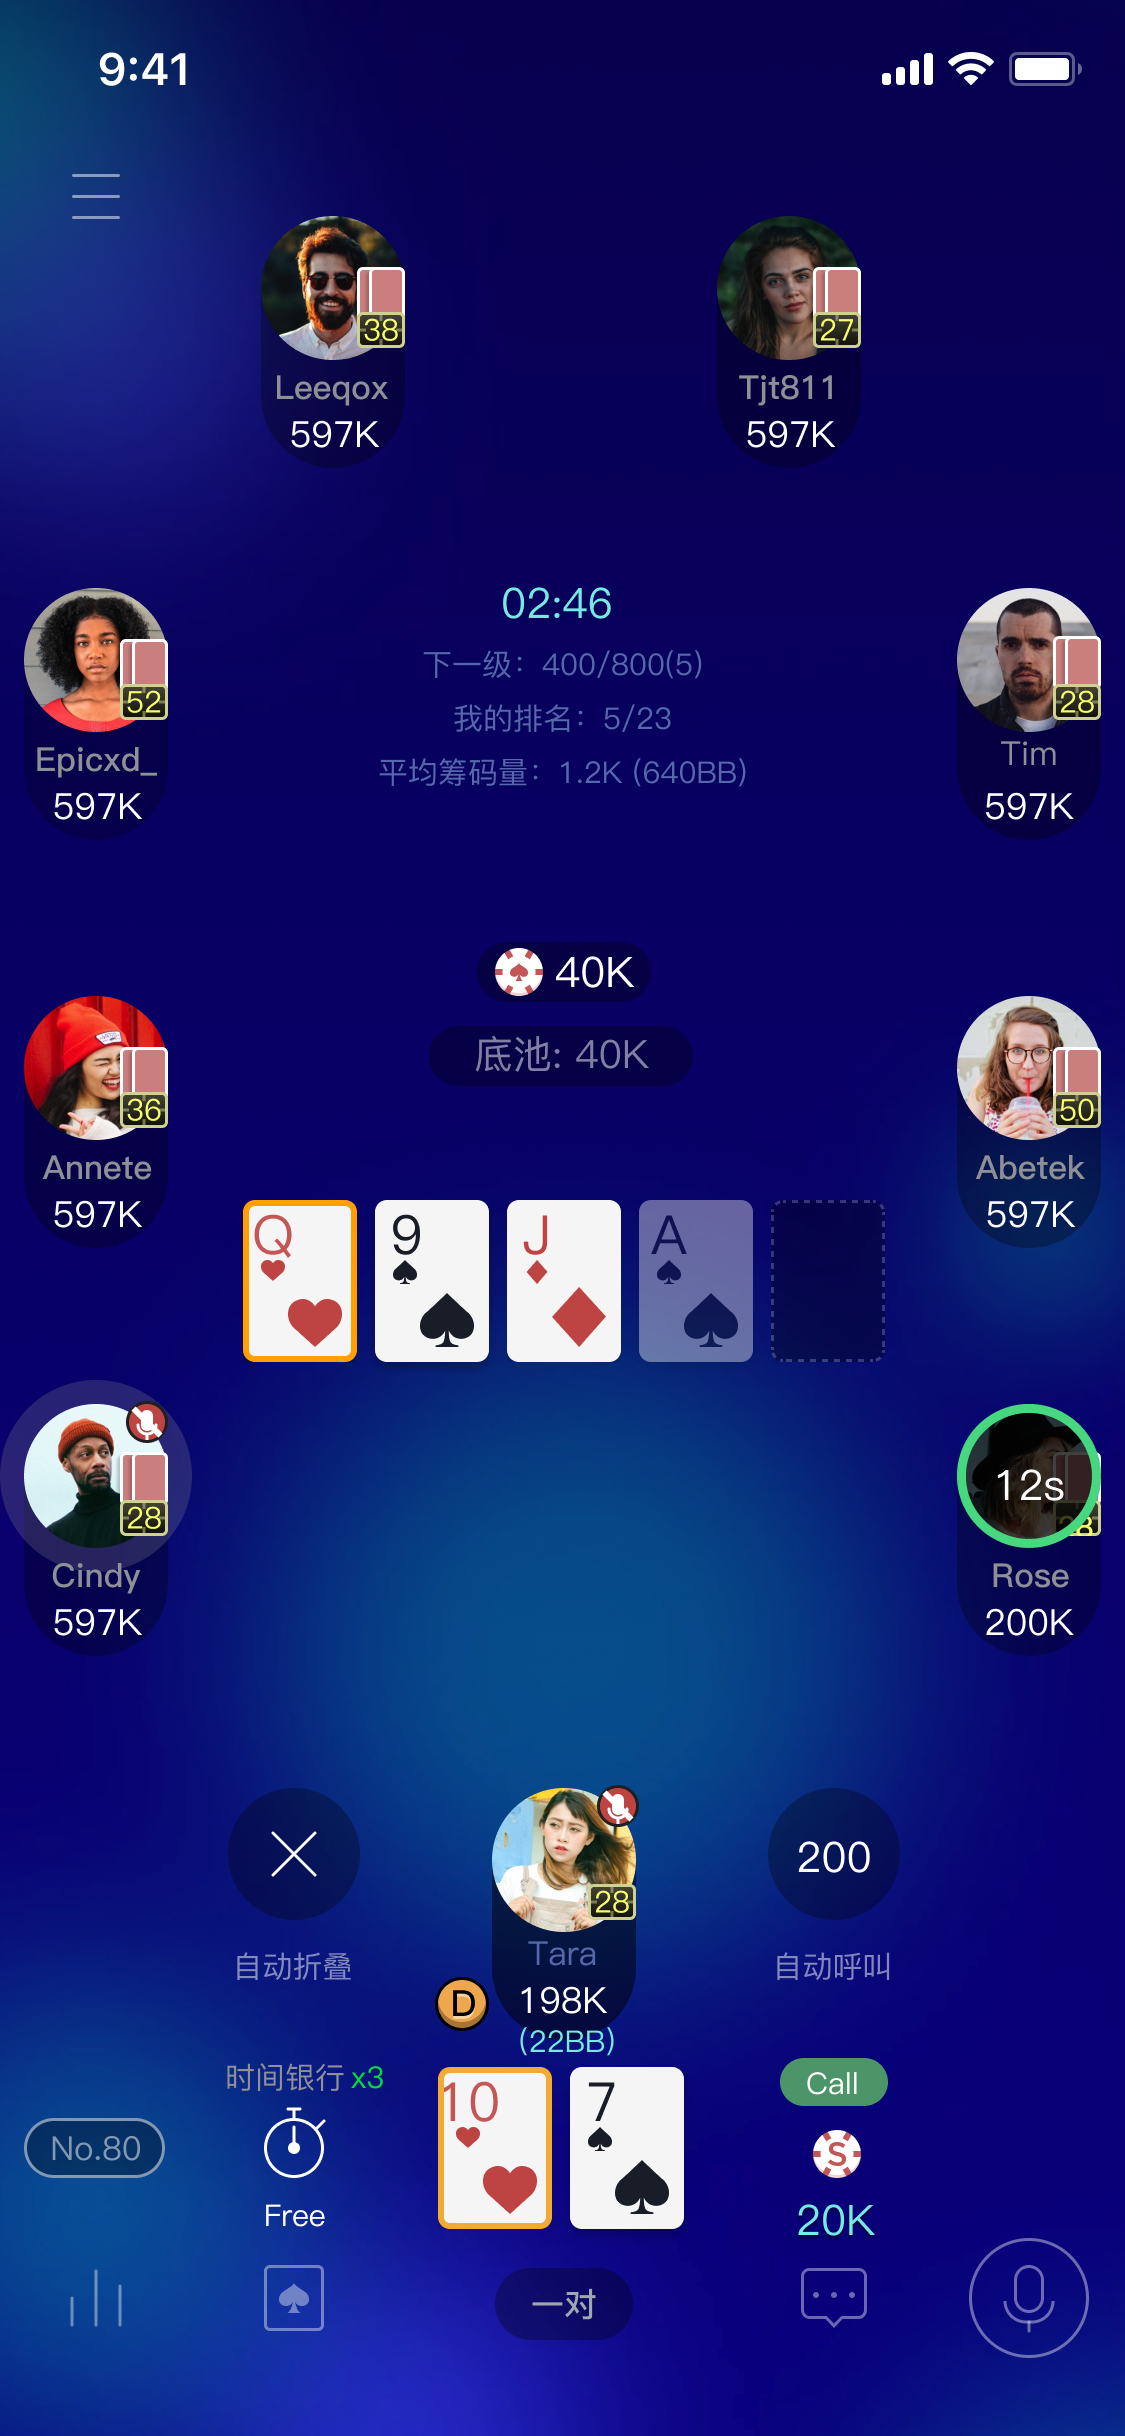 9:41
38
Leeqox
597K
27
Tjt811
597K
02:46
下一级：400/800(5)
我的排名：5/23
平均筹码量：1.2K (640BB)
52
Epicxd_
597K
28
Tim
597K
40K
底池: 40K
36
Annete
597K
50
Abetek
597K
Q
9
J
A
28
Cindy
597K
12s
Rose
200K
28
Tara
198K
(22BB)
D
自动折叠
200
自动呼叫
时间银行 x3
Free
No.80
10
7
Call
S
20K
一对